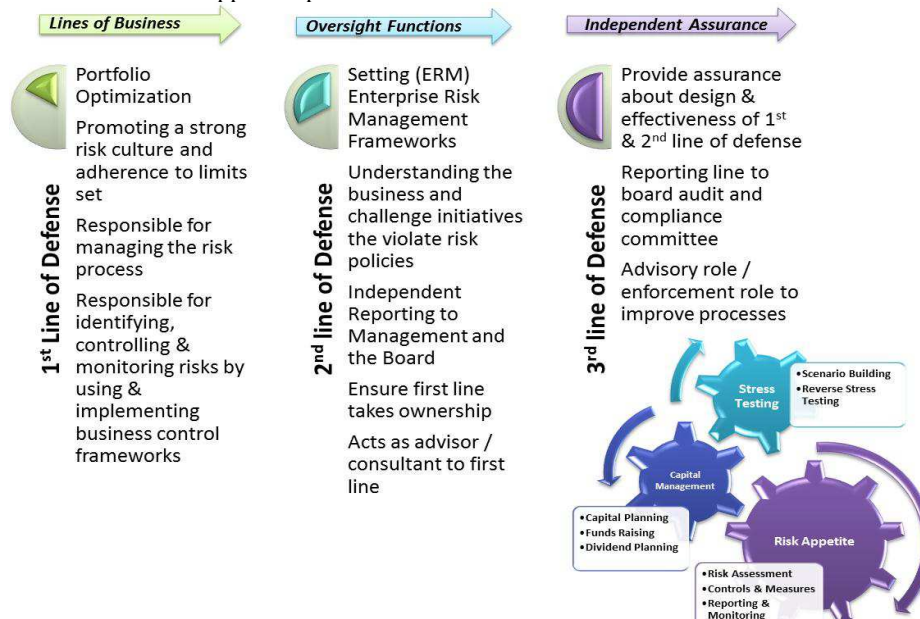 Lines of Business
1st Line of Defense
Portfolio
Optimization
Promoting a strong
risk culture and
adherence to limits
set
Responsible for
managing the risk
process
Responsible for
identifying,
controlling &
monitoring risks by
using &
implementing
business control
frameworks
Oversight Functions
2nd line of Defense
Setting (ERM)
Enterprise Risk
Management
Frameworks
Understanding the
business and
challenge initiatives
the violate risk
policies
Independent
Reporting to
Management and
the Board
Ensure first line
takes ownership
Acts as advisor /
consultant to first
line
Independent Assurance
3rd line of Defense
Provide assurance
about design &
effectiveness of 1st
& 2nd line of defense
Reporting line to
board audit and
compliance
committee
Advisory role /
enforcement role to
improve processes
Stress
Testing
•Scenario Building
•Reverse Stress
Testing
Capital
Management
•Capital Planning
•Funds Raising
•Dividend Planning
Risk Appetite
•Risk Assessment
•Controls & Measures
•Reporting &
Monitoring